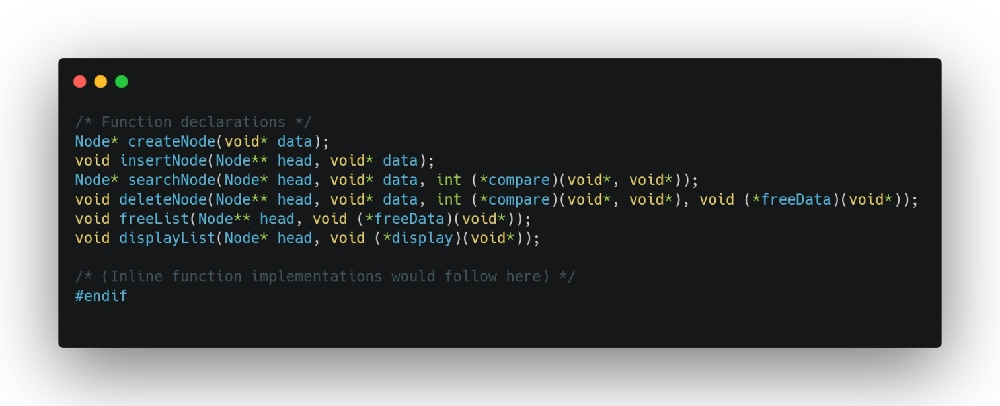 /* Function declarations */
Node* createNode(void* data);
void insertNode(Node** head, void* data);
Node* searchNode(Node* head, void* data, int (*compare)(void*, void*));
void deleteNode(Node** head, void* data, int (*compare)(void*, void*), void (*freeData)(void*));
void freeList(Node** head, void (*freeData)(void*));
void displayList(Node* head, void (*display)(void*));
/* (Inline function implementations would follow here) */
#endif